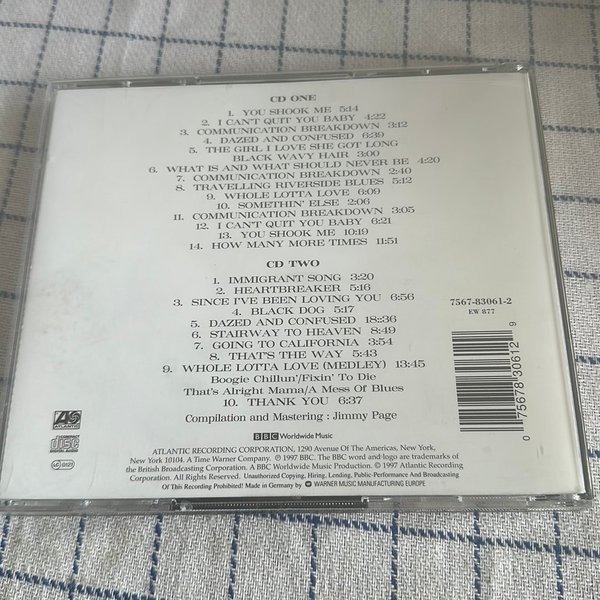 CD ONE
1. YOU SHOOK ME 5:14
2. I CAN'T QUIT YOU BABY 4:22
3. COMMUNICATION BREAKDOWN 3:12
4. DAZED AND CONFUSED 6:39
5. THE GIRL I LOVE SHE GOT LONG
BLACK WAVY HAIR 3:00
6. WHAT IS AND WHAT SHOULD NEVER BE 4:20
7. COMMUNICATION BREAKDOWN 2:40
8. TRAVELLING RIVERSIDE BLUES 5:12
9. WHOLE LOTTA LOVE 6:09
10. SOMETHIN' ELSE 2:06
11. COMMUNICATION BREAKDOWN 3:05
12. I CAN'T QUIT YOU BABY 6:21
13. YOU SHOOK ME 10:19
14. HOW MANY MORE TIMES 11:51
CD TWO
1. IMMIGRANT SONG 3:20
2. HEARTBREAKER 5:16
3. SINCE I'VE BEEN LOVING YOU 6:56
4. BLACK DOG 5:17
5. DAZED AND CONFUSED 18::36
6. STAIRWAY TO HEAVEN 8:49
7. GOING TO CALIFORNIA 3:54
8. THAT'S THE WAY 5:43
9. WHOLE LOTTA LOVE (MEDLEY) 13:45
Boogie Chillun'/Fixin' To Die
That's Alright Mama/A Mess Of Blues
10. THANK YOU 6:37
Compilation and Mastering : Jimmy Page
7567-83061-2
EW 877
0 75678 30612 9
BBC Worldwide Music
ATLANTIC
COMPACT
disc
DIGITAL AUDIO
LC 0121
ATLANTIC RECORDING CORPORATION, 1290 Avenue Of The Americas, New York,
New York 10104. A Time Warner Company. ℗ 1997 BBC. The BBC word and logo are trademarks of
the British Broadcasting Corporation. A BBC Worldwide Music Production. © 1997 Atlantic Recording
Corporation. All Rights Reserved. Unauthorized Copying, Hiring, Lending, Public-Performance And Broadcasting
Of This Recording Prohibited! Made in Germany by WARNER MUSIC MANUFACTURING EUROPE